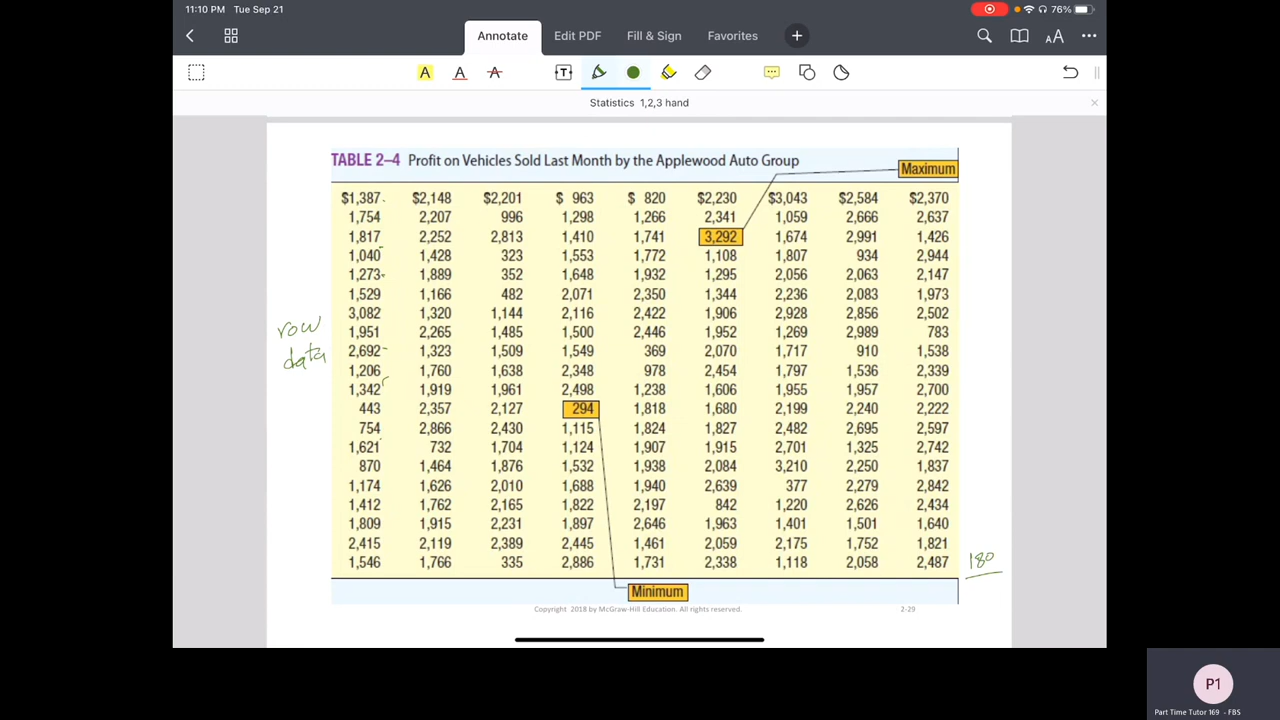 11:10 PM Tue Sep 21
76%
Annotate Edit PDF Fill & Sign Favorites
AA
A A A T
Statistics 1,2,3 hand
TABLE 2–4 Profit on Vehicles Sold Last Month by the Applewood Auto Group
Maximum
$1,387 $2,148 $2,201 $ 963 $ 820 $2,230 $3,043 $2,584 $2,370
1,754 2,207 996 1,298 1,266 2,341 1,059 2,666 2,637
1,817 2,252 2,813 1,410 1,741 3,292 1,674 2,991 1,426
1,040 1,428 323 1,553 1,772 1,108 1,807 934 2,944
1,273 1,889 352 1,648 1,932 1,295 2,056 2,063 2,147
1,529 1,166 482 2,071 2,350 1,344 2,236 2,083 1,973
3,082 1,320 1,144 2,116 2,422 1,906 2,928 2,856 2,502
1,951 2,265 1,485 1,500 2,446 1,952 1,269 2,989 783
2,692 1,323 1,509 1,549 369 2,070 1,717 910 1,538
1,206 1,760 1,638 2,348 978 2,454 1,797 1,536 2,339
1,342 1,919 1,961 2,498 1,238 1,606 1,955 1,957 2,700
443 2,357 2,127 294 1,818 1,680 2,199 2,240 2,222
754 2,866 2,430 1,115 1,824 1,827 2,482 2,695 2,597
1,621 732 1,704 1,124 1,907 1,915 2,701 1,325 2,742
870 1,464 1,876 1,532 1,938 2,084 3,210 2,250 1,837
1,174 1,626 2,010 1,688 1,940 2,639 377 2,279 2,842
1,412 1,762 2,165 1,822 2,197 842 1,220 2,626 2,434
1,809 1,915 2,231 1,897 2,646 1,963 1,401 1,501 1,640
2,415 2,119 2,389 2,445 1,461 2,059 2,175 1,752 1,821
1,546 1,766 335 2,886 1,731 2,338 1,118 2,058 2,487
row
data
180
Minimum
Copyright 2018 by McGraw-Hill Education. All rights reserved. 2-29
P1
Part Time Tutor 169 - FBS